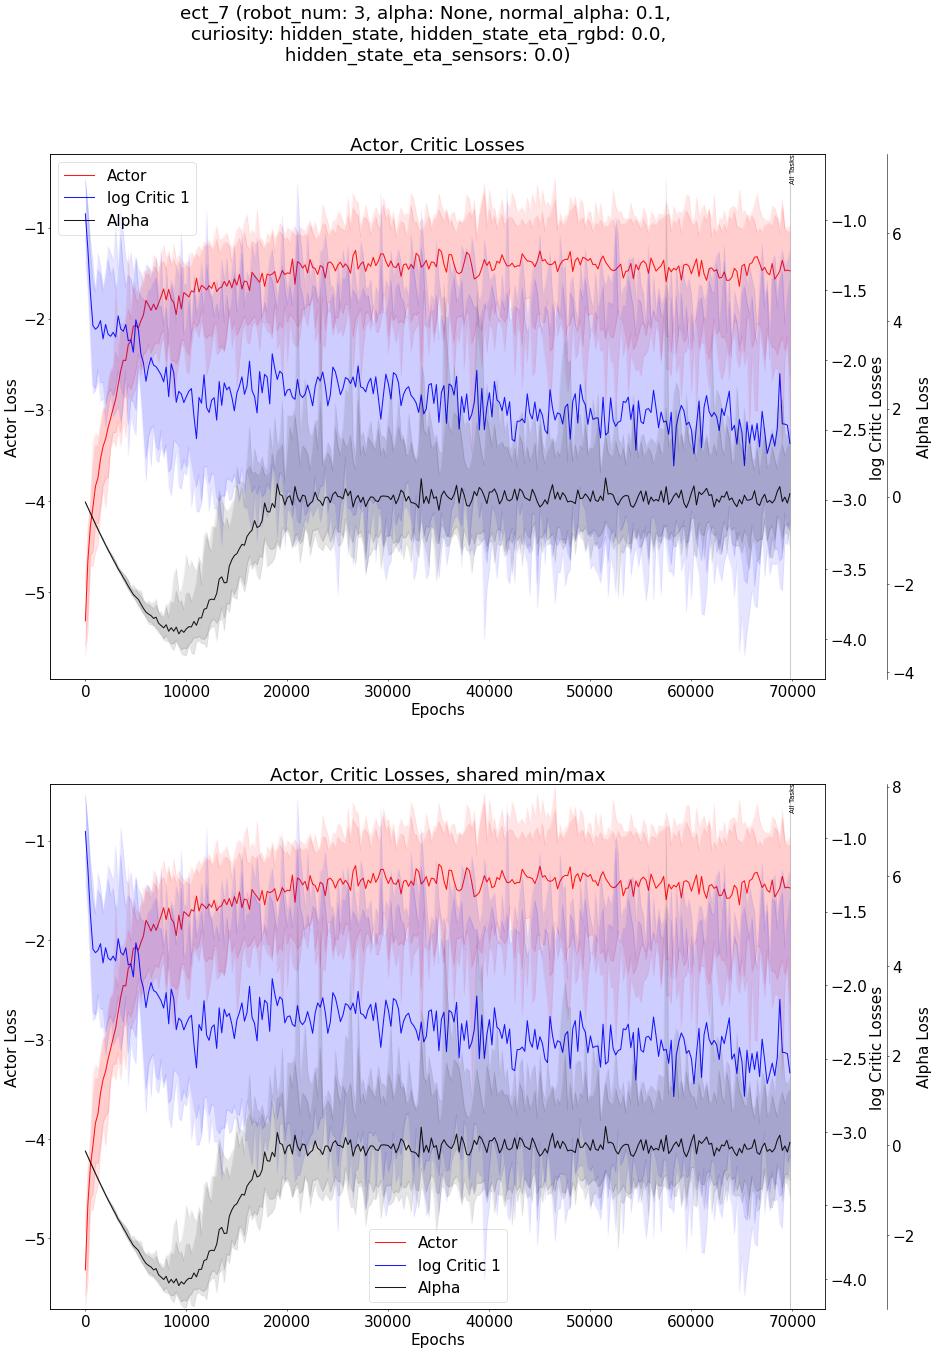 ect_7 (robot_num: 3, alpha: None, normal_alpha: 0.1,
curiosity: hidden_state, hidden_state_eta_rgbd: 0.0,
hidden_state_eta_sensors: 0.0)
Actor, Critic Losses
Actor
log Critic 1
Alpha
All Tasks
−1
−2
−3
−4
−5
Actor Loss
−1.0
−1.5
−2.0
−2.5
−3.0
−3.5
−4.0
log Critic Losses
6
4
2
0
−2
−4
Alpha Loss
0 10000 20000 30000 40000 50000 60000 70000
Epochs
Actor, Critic Losses, shared min/max
All Tasks
−1
−2
−3
−4
−5
Actor Loss
−1.0
−1.5
−2.0
−2.5
−3.0
−3.5
−4.0
log Critic Losses
8
6
4
2
0
−2
Alpha Loss
Actor
log Critic 1
Alpha
0 10000 20000 30000 40000 50000 60000 70000
Epochs